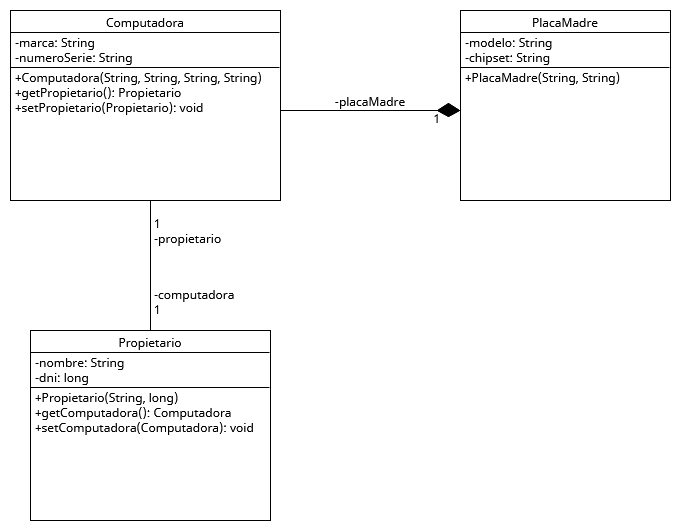 Computadora
-marca: String
-numeroSerie: String
+Computadora(String, String, String, String)
+getPropietario(): Propietario
+setPropietario(Propietario): void
PlacaMadre
-modelo: String
-chipset: String
+PlacaMadre(String, String)
-placaMadre
1
1
-propietario
-computadora
1
Propietario
-nombre: String
-dni: long
+Propietario(String, long)
+getComputadora(): Computadora
+setComputadora(Computadora): void